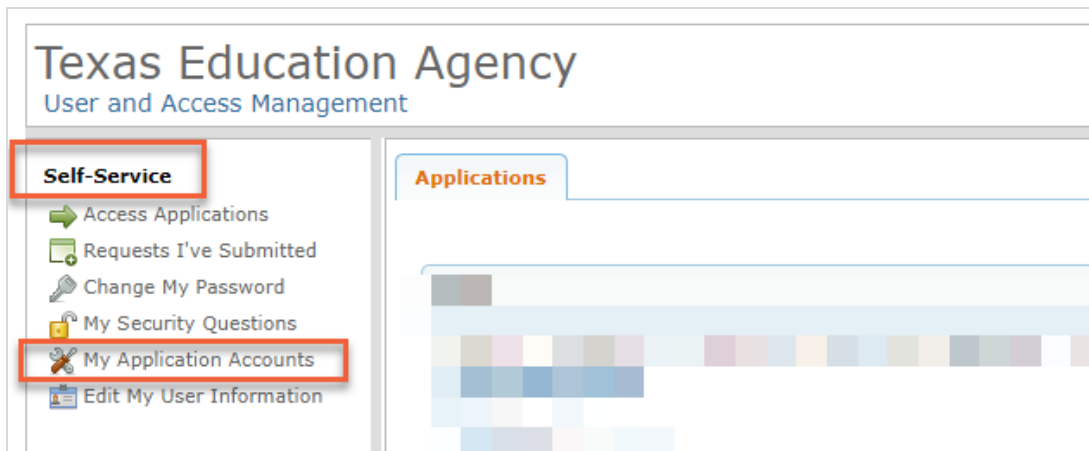 Texas Education Agency
User and Access Management
Self-Service
Access Applications
Requests I've Submitted
Change My Password
My Security Questions
My Application Accounts
Edit My User Information
Applications